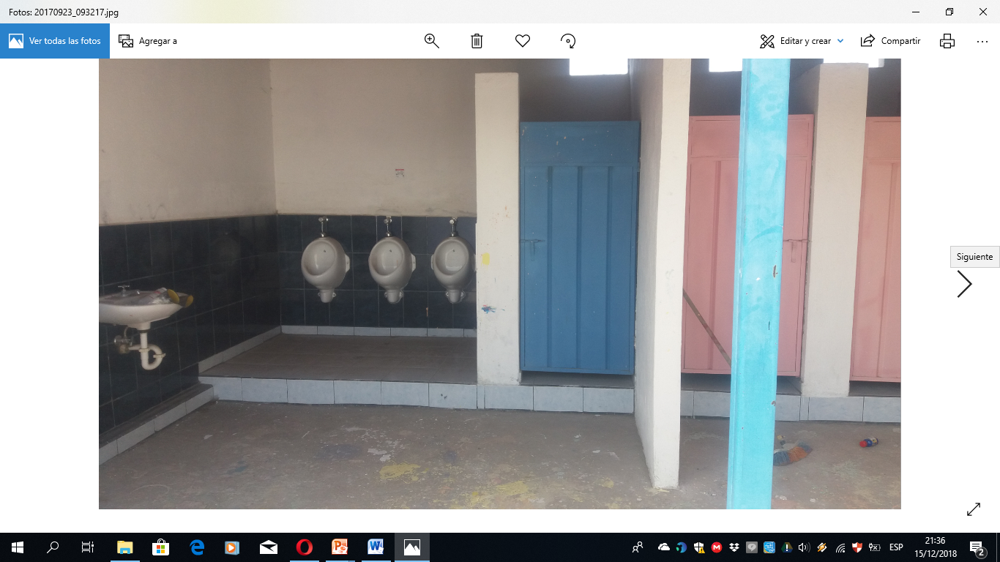 Fotos: 20170923_093217.jpg
Ver todas las fotos
Agregar a
Editar y crear
Compartir
Siguiente
ESP
21:36
15/12/2018
2